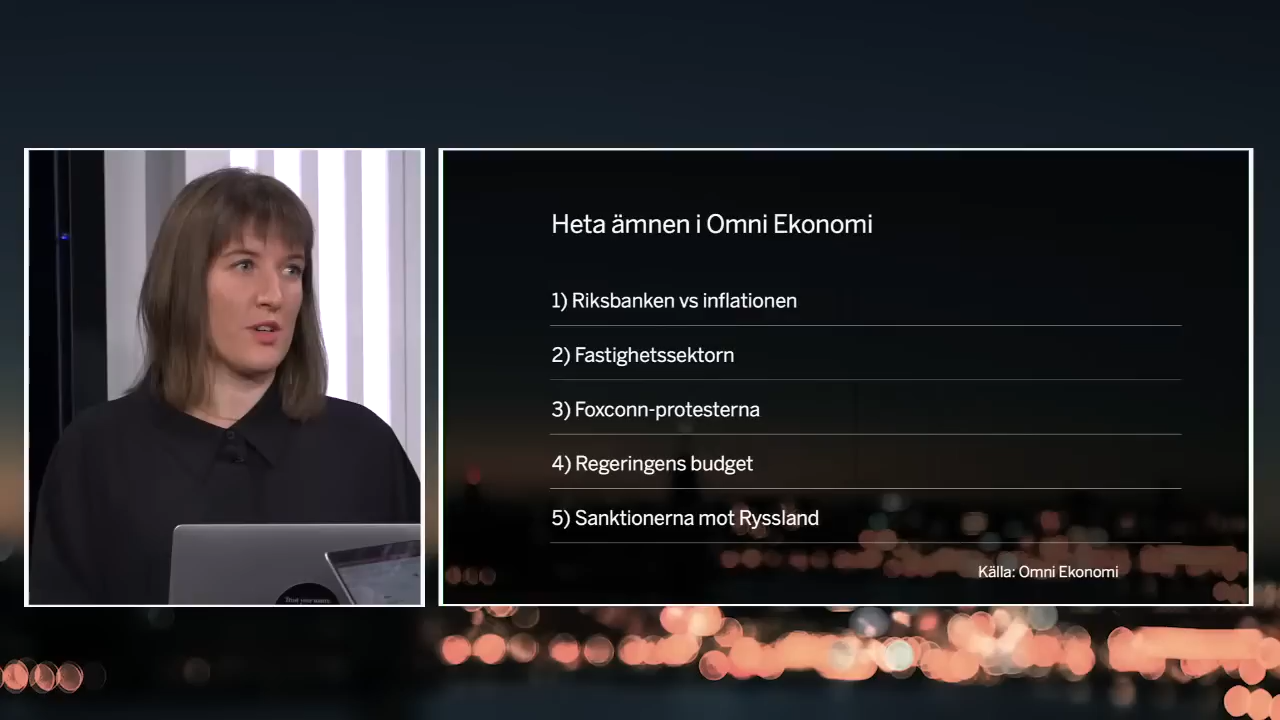 Heta ämnen i Omni Ekonomi
1) Riksbanken vs inflationen
2) Fastighetssektorn
3) Foxconn-protesterna
4) Regeringens budget
5) Sanktionerna mot Ryssland
Källa: Omni Ekonomi